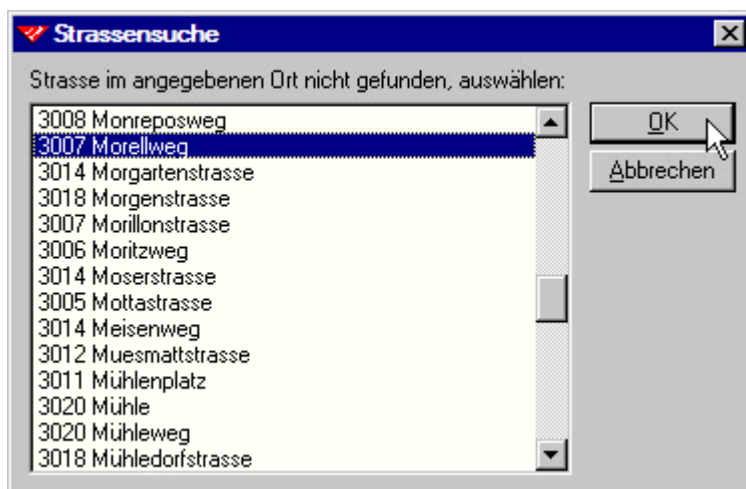 Strassensuche
Strasse im angegebenen Ort nicht gefunden, auswählen:
3008 Monreposweg
3007 Morellweg
3014 Morgartenstrasse
3018 Morgenstrasse
3007 Morillonstrasse
3006 Moritzweg
3014 Moserstrasse
3005 Mottastrasse
3014 Meisenweg
3012 Muesmattstrasse
3011 Mühlenplatz
3020 Mühle
3020 Mühleweg
3018 Mühledorfstrasse
OK
Abbrechen